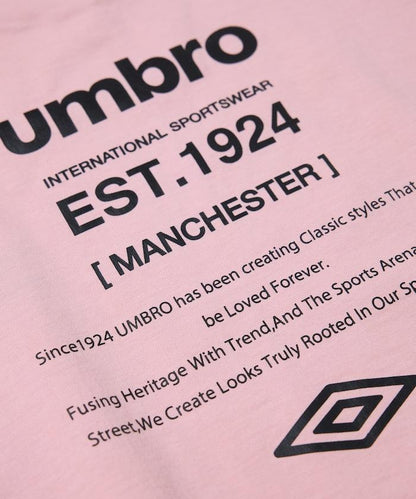 umbro
INTERNATIONAL SPORTSWEAR
EST.1924
[ MANCHESTER ]
Since1924 UMBRO has been creating Classic styles That
be Loved Forever.
Fusing Heritage With Trend,And The Sports Arena
Street,We Create Looks Truly Rooted In Our Sp